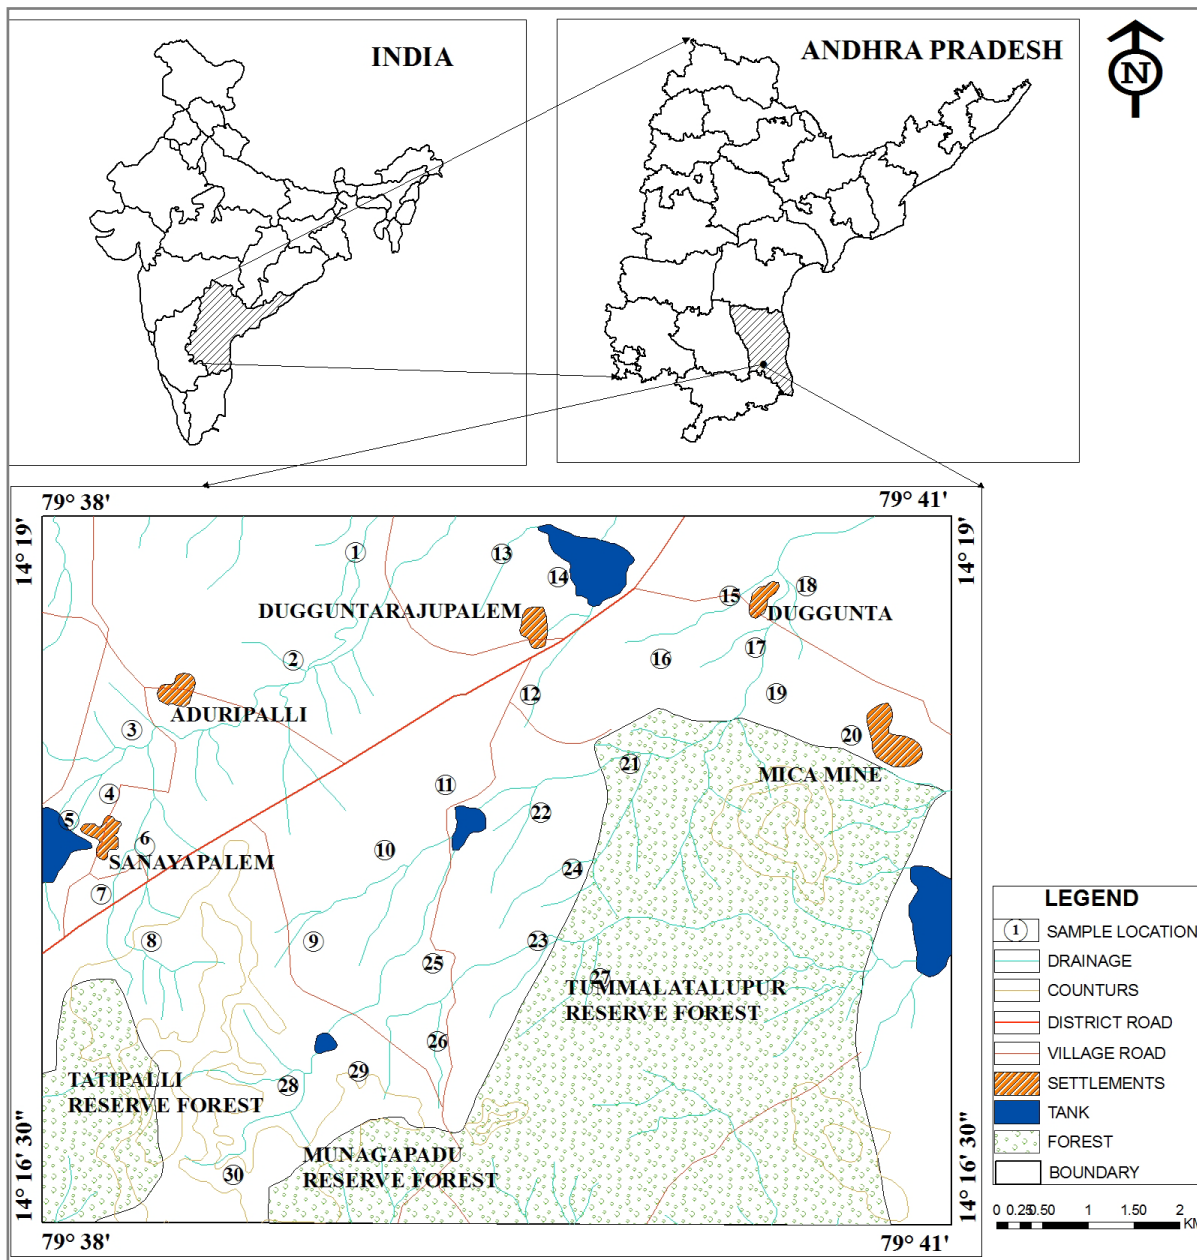 INDIA
ANDHRA PRADESH
N
79° 38'
79° 41'
14° 19'
14° 19'
1
13
14
18
15
DUGGUNTARAJUPALEM
DUGGUNTA
2
16
17
12
19
ADURIPALLI
3
20
21
MICA MINE
4
11
5
22
6
10
SANAYAPALEM
24
7
8
9
23
25
27
TUMMALATALUPUR
RESERVE FOREST
26
TATIPALLI
RESERVE FOREST
28
29
MUNAGAPADU
RESERVE FOREST
30
14° 16' 30"
14° 16' 30"
79° 38'
79° 41'
LEGEND
1 SAMPLE LOCATION
DRAINAGE
COUNTURS
DISTRICT ROAD
VILLAGE ROAD
SETTLEMENTS
TANK
FOREST
BOUNDARY
0 0.25 0.50 1 1.50 2
KM